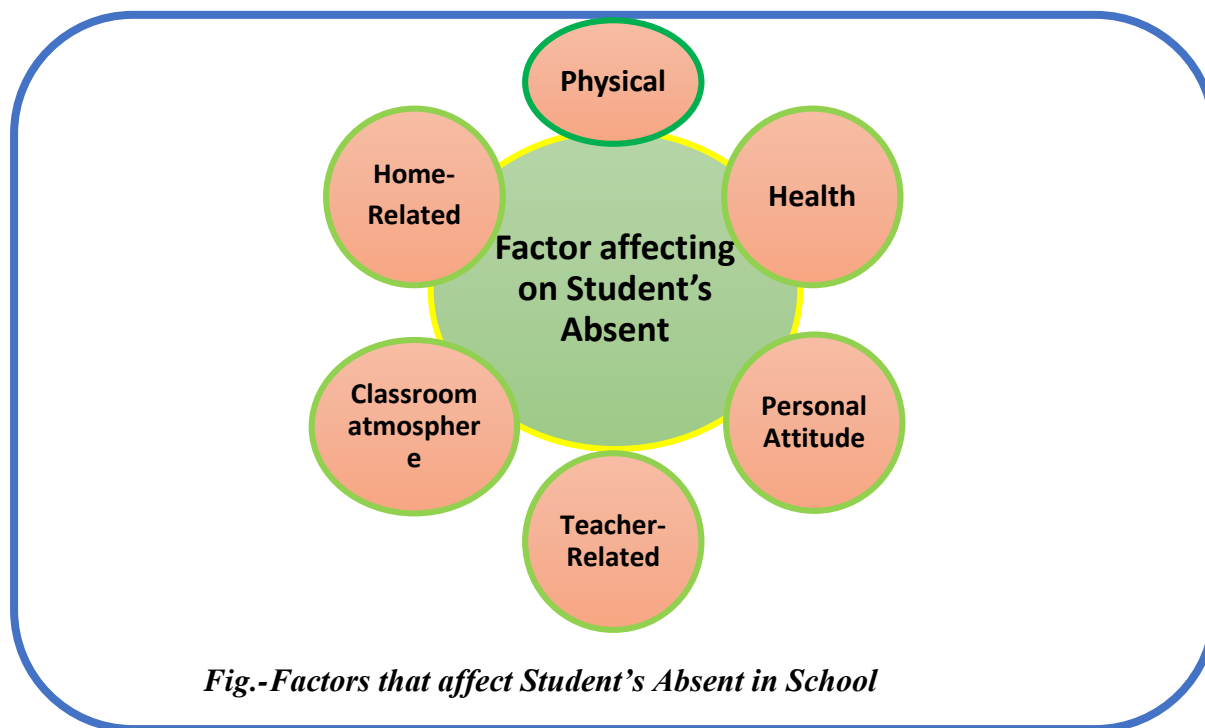 Physical
Home-
Related
Health
Factor affecting
on Student’s
Absent
Classroom
atmospher
e
Personal
Attitude
Teacher-
Related
Fig.-Factors that affect Student’s Absent in School